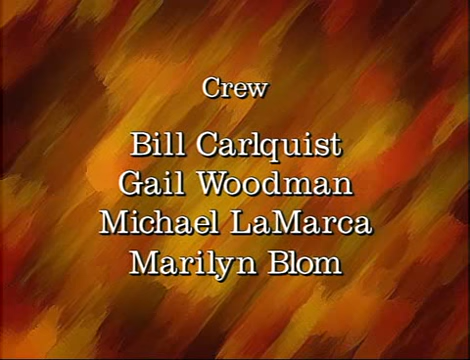 Crew
Bill Carlquist
Gail Woodman
Michael LaMarca
Marilyn Blom